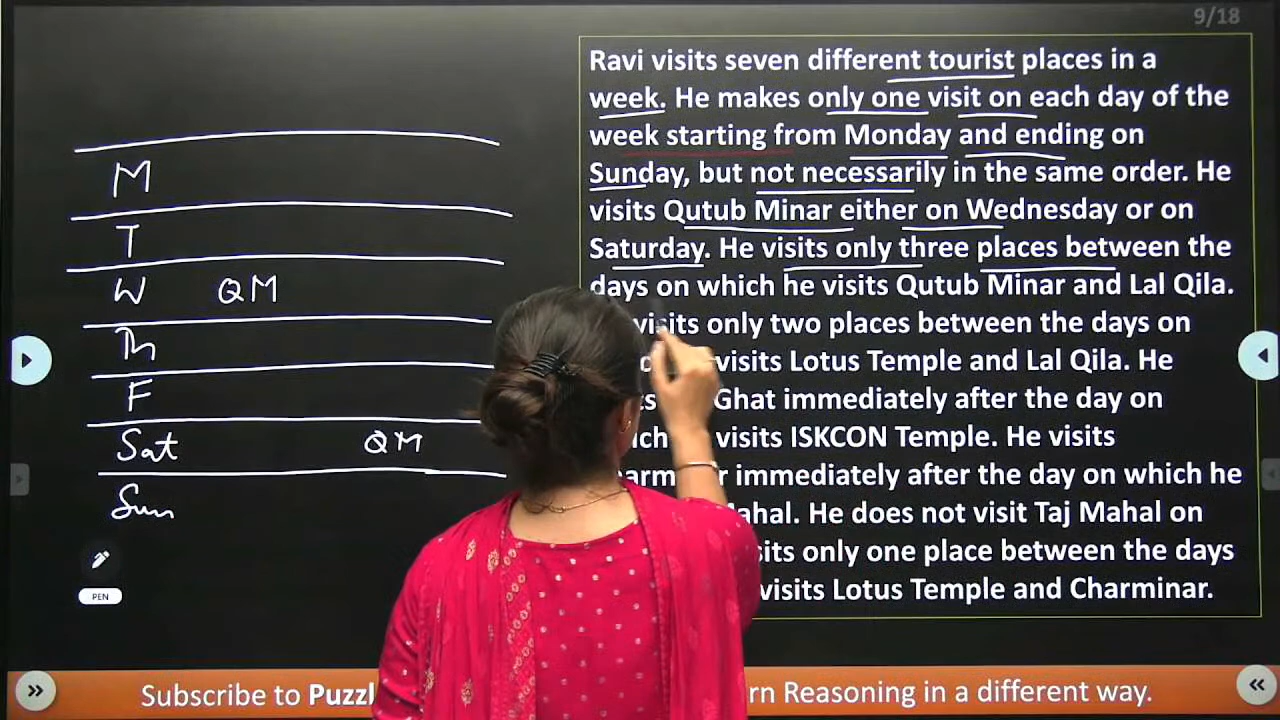 9/18
Ravi visits seven different tourist places in a
week. He makes only one visit on each day of the
week starting from Monday and ending on
Sunday, but not necessarily in the same order. He
visits Qutub Minar either on Wednesday or on
Saturday. He visits only three places between the
days on which he visits Qutub Minar and Lal Qila.
visits only two places between the days on
visits Lotus Temple and Lal Qila. He
Ghat immediately after the day on
visits ISKCON Temple. He visits
immediately after the day on which he
Mahal. He does not visit Taj Mahal on
only one place between the days
visits Lotus Temple and Charminar.
M
T
W QM
Th
F
Sat QM
Sun
PEN
Subscribe to in a different way.